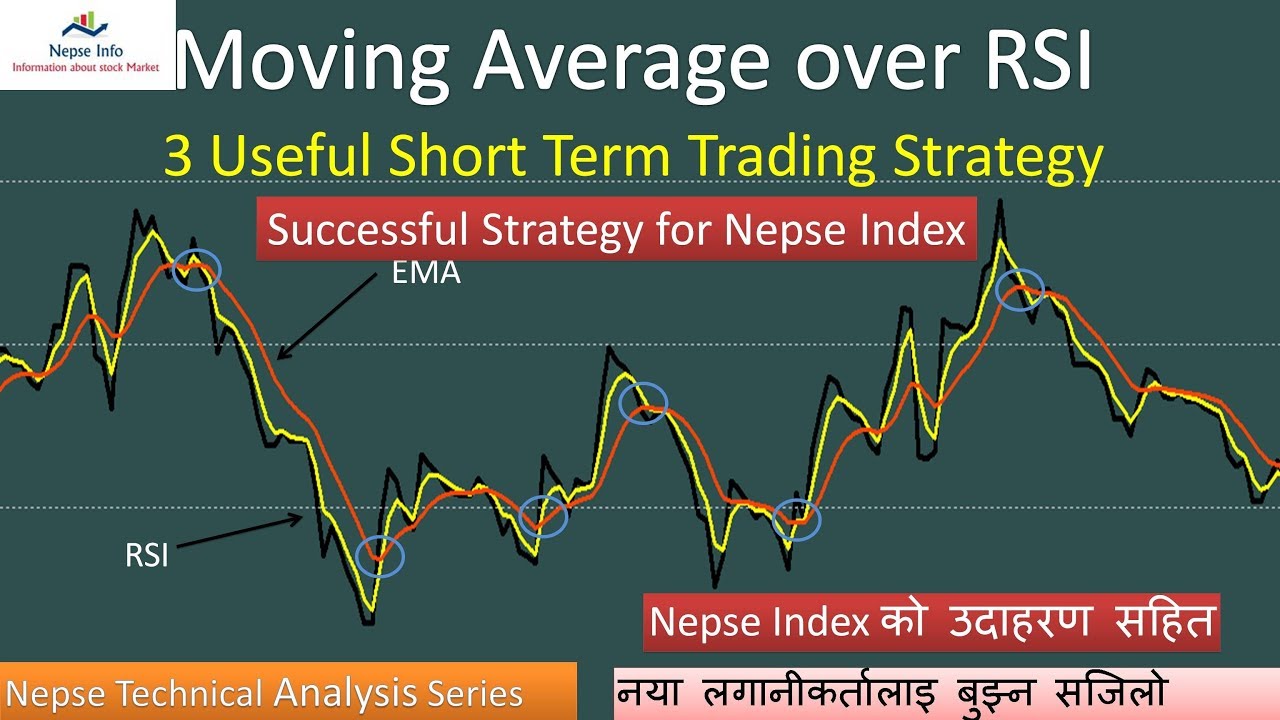 Nepse Info
Information about stock Market
Moving Average over RSI
3 Useful Short Term Trading Strategy
Successful Strategy for Nepse Index
EMA
RSI
Nepse Index को उदाहरण सहित
Nepse Technical Analysis Series
नया लगानीकर्तालाइ बुझ्न सजिलो